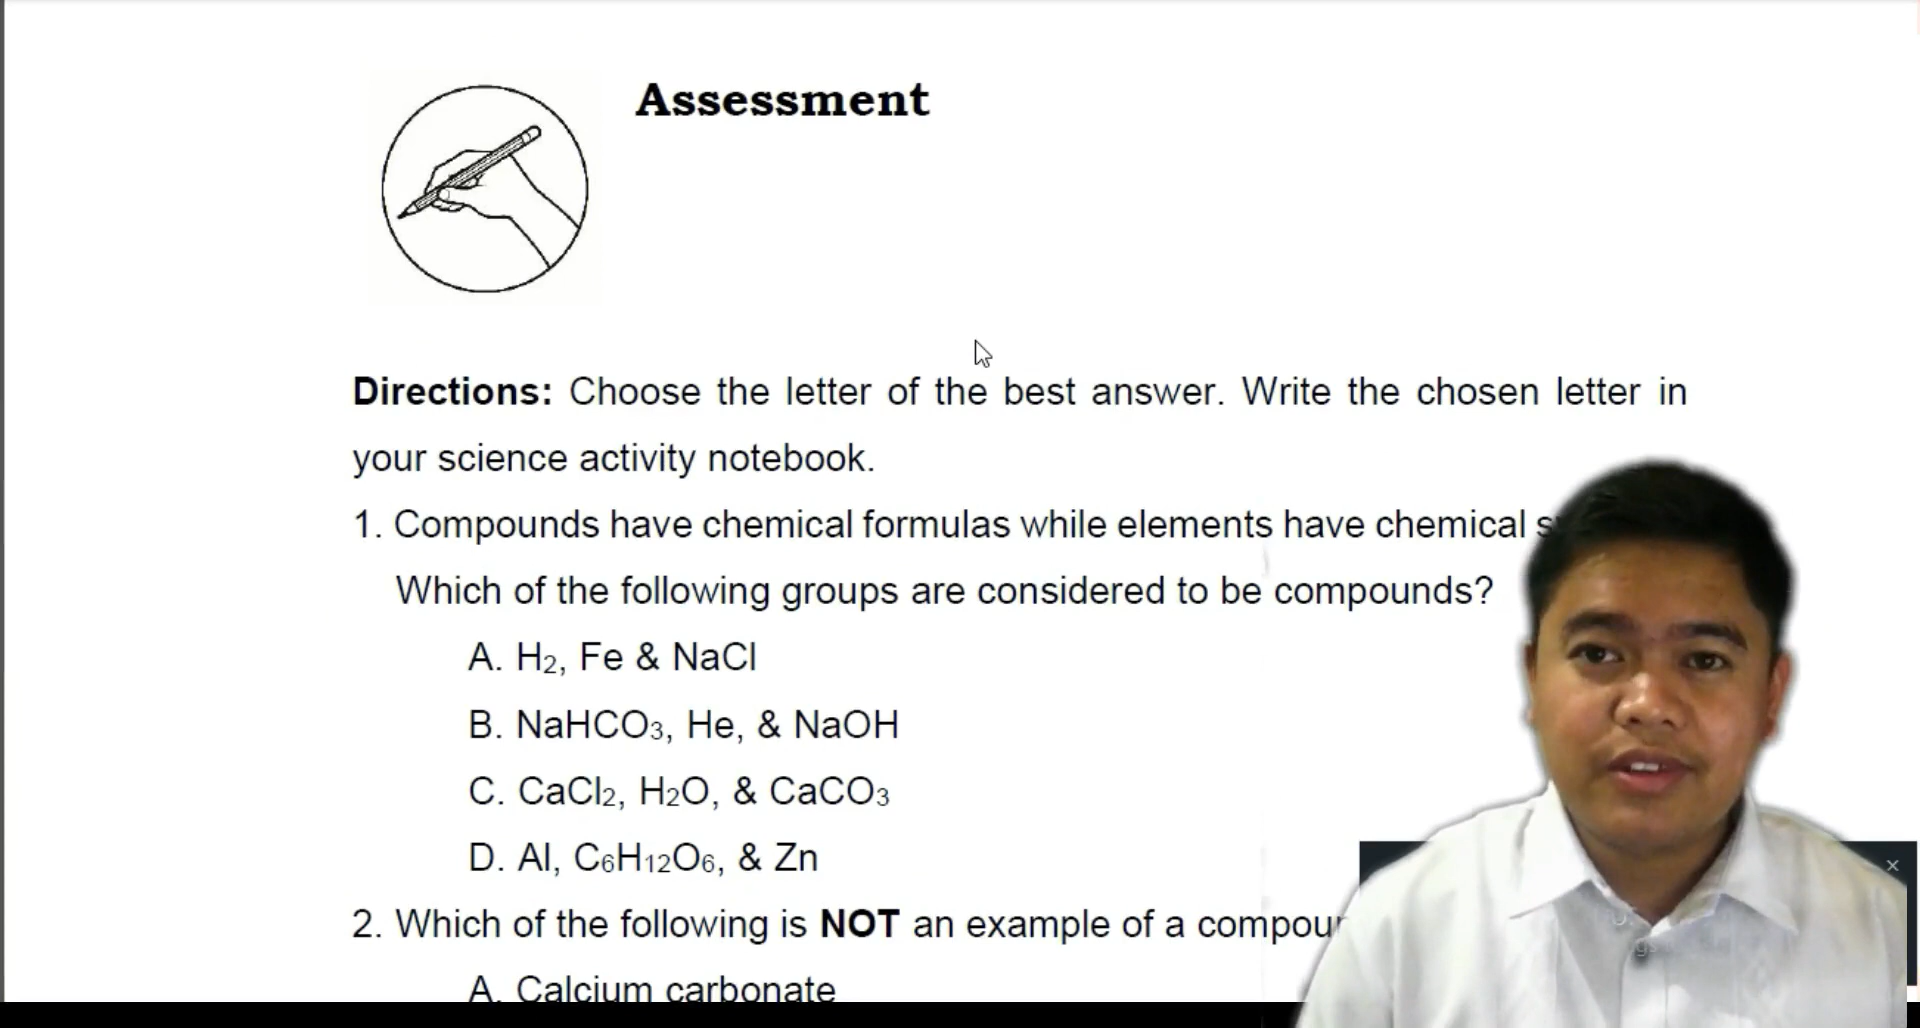 Assessment
Directions: Choose the letter of the best answer. Write the chosen letter in
your science activity notebook.
1. Compounds have chemical formulas while elements have chemical
Which of the following groups are considered to be compounds?
A. H₂, Fe & NaCl
B. NaHCO₃, He, & NaOH
C. CaCl₂, H₂O, & CaCO₃
D. Al, C₆H₁₂O₆, & Zn
2. Which of the following is NOT an example of a
A. Calcium carbonate